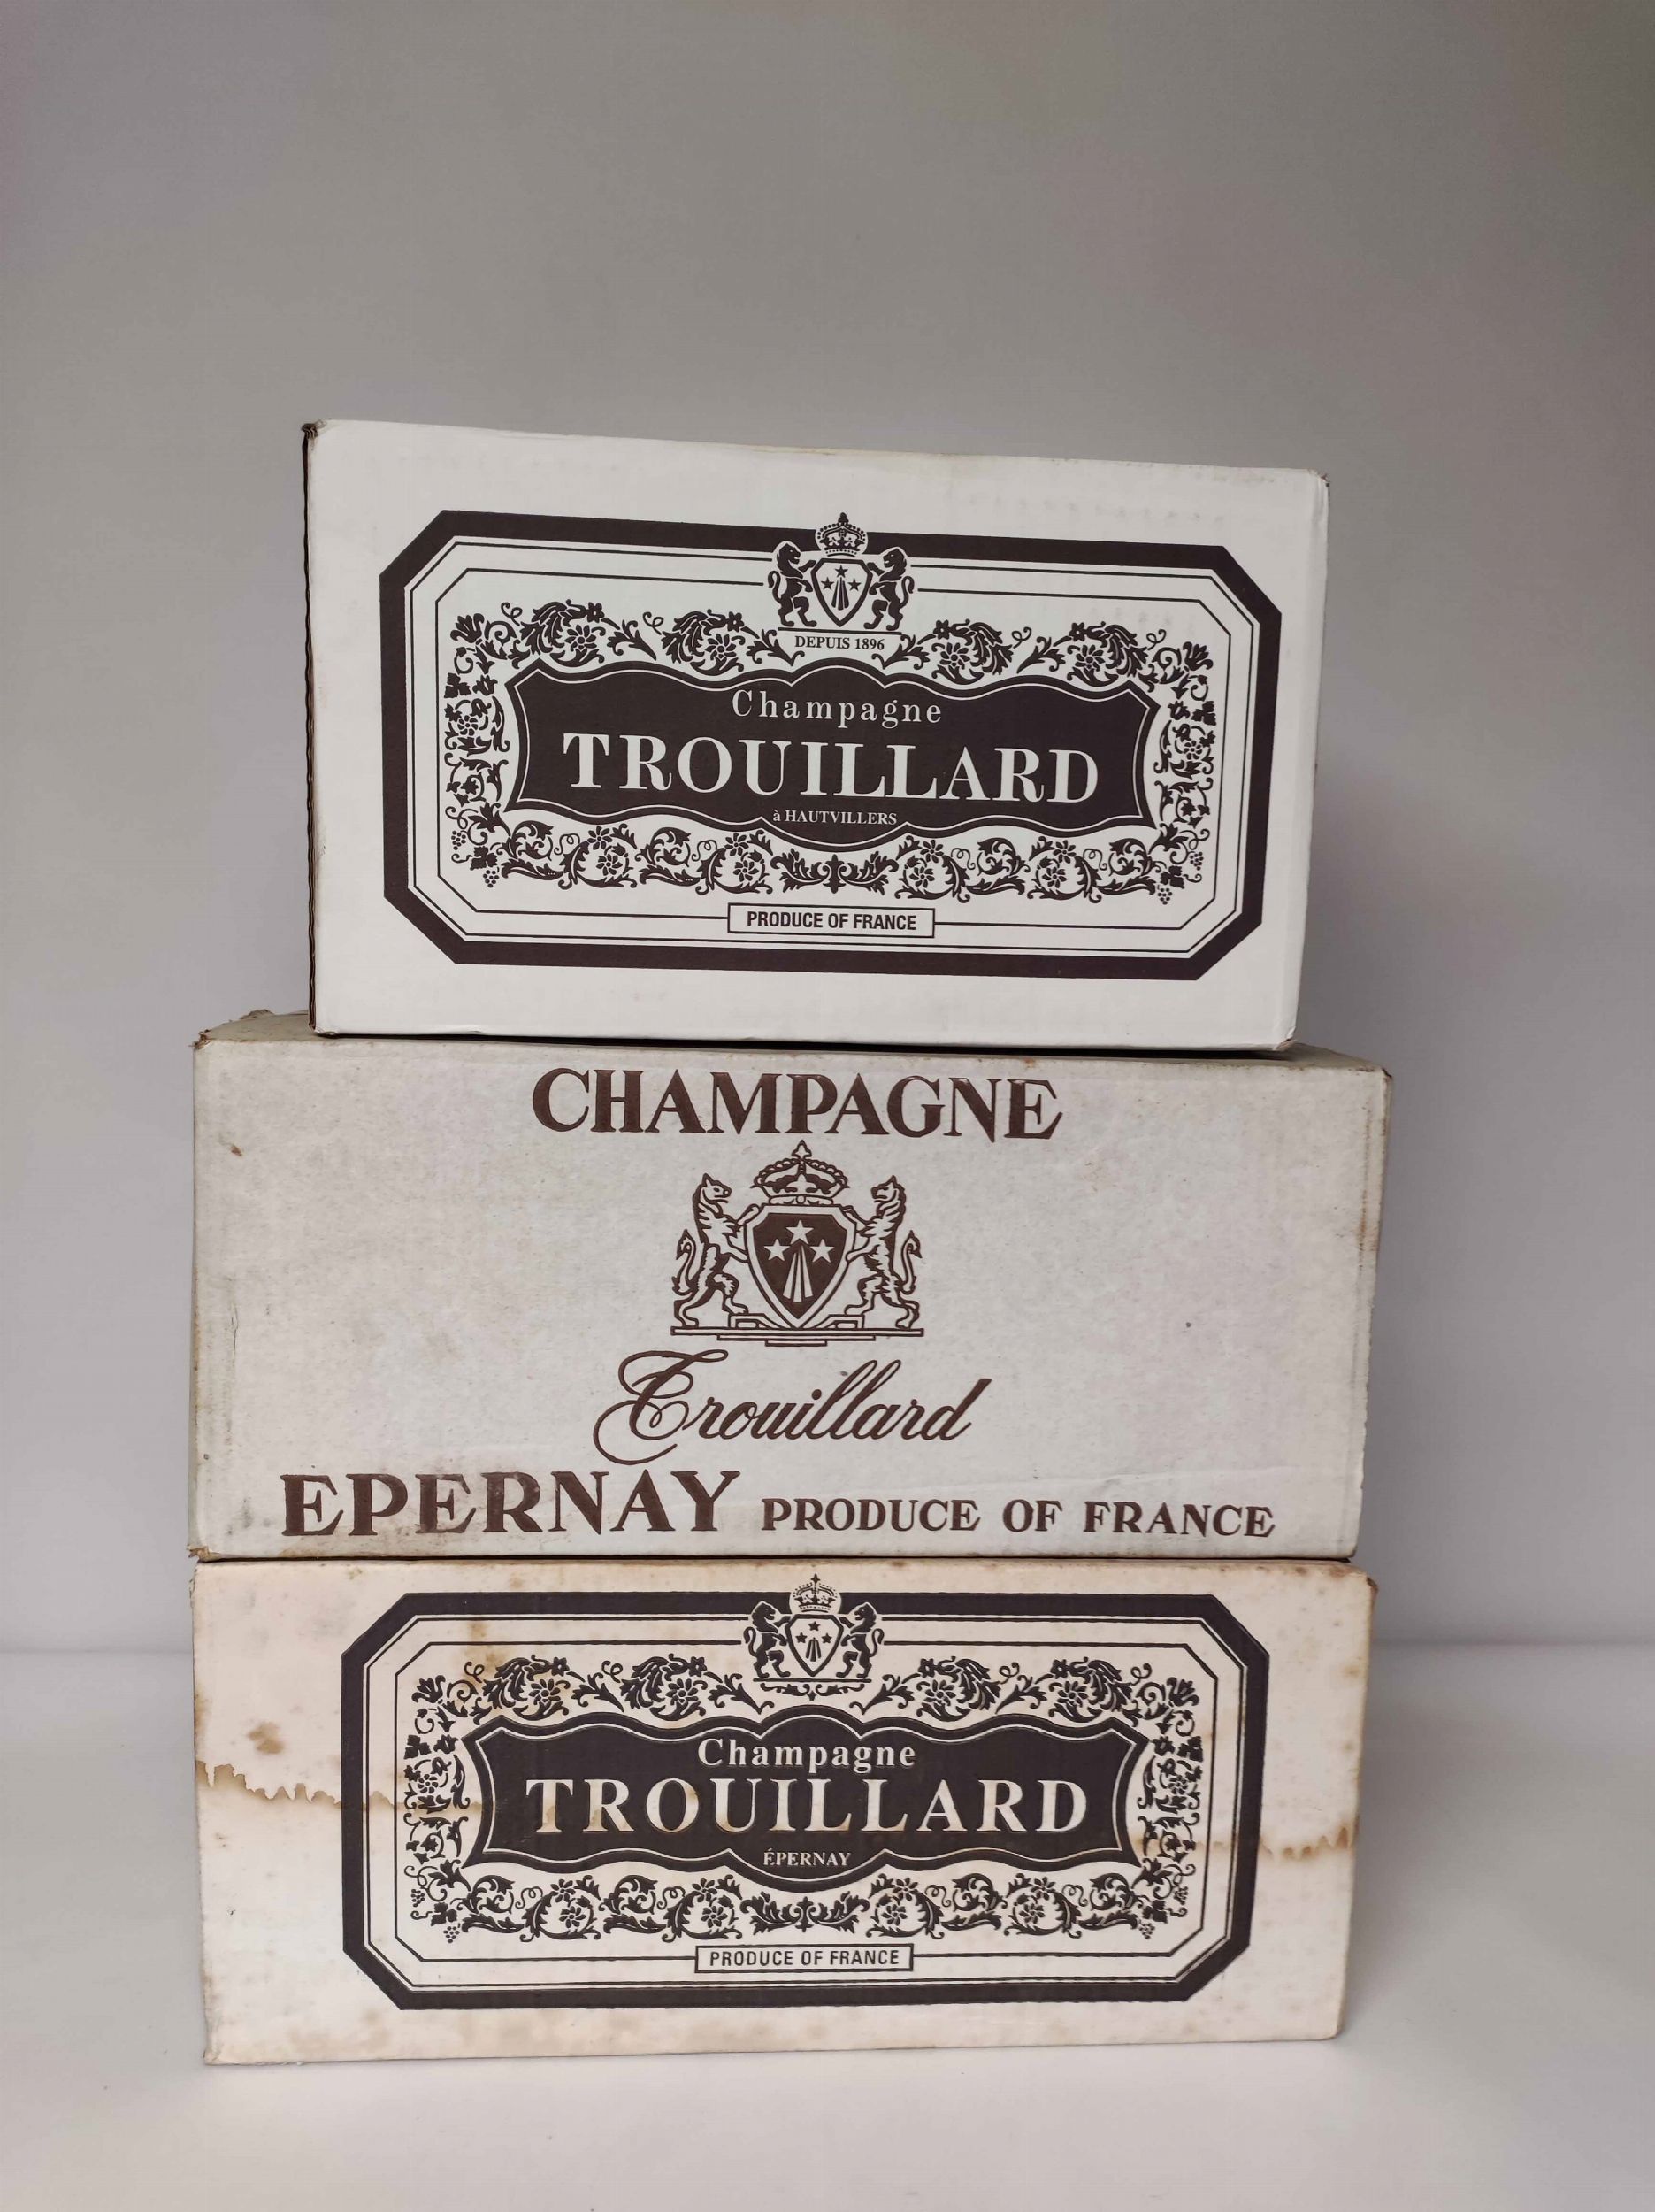 DEPUIS 1896
Champagne
TROUILLARD
à HAUTVILLERS
PRODUCE OF FRANCE
CHAMPAGNE
Trouillard
EPERNAY PRODUCE OF FRANCE
Champagne
TROUILLARD
ÉPERNAY
PRODUCE OF FRANCE